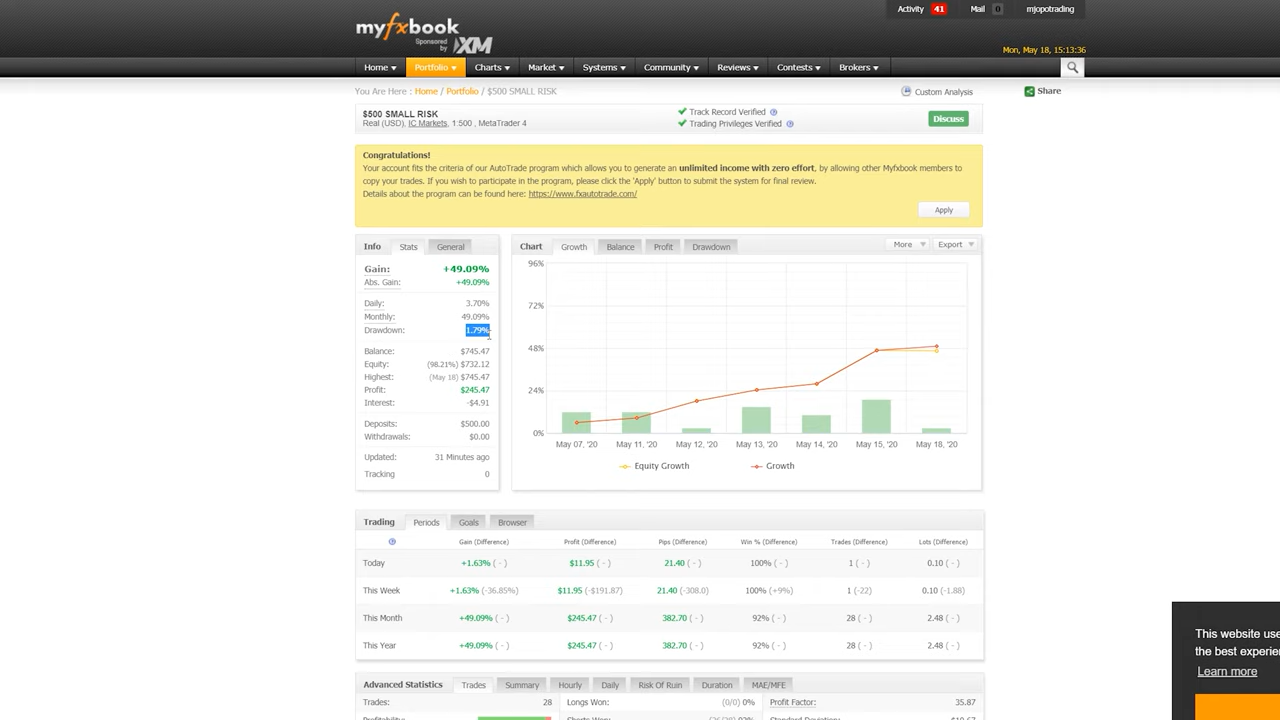 Activity 41 Mail 0 mjopotrading
myfxbook
Sponsored by XM
Mon, May 18, 15:13:36
Home Portfolio Charts Market Systems Community Reviews Contests Brokers
You Are Here : Home / Portfolio / $500 SMALL RISK
Custom Analysis
Share
$500 SMALL RISK
Real (USD), IC Markets, 1:500 , MetaTrader 4
Track Record Verified
Trading Privileges Verified
Discuss
Congratulations!
Your account fits the criteria of our AutoTrade program which allows you to generate an unlimited income with zero effort, by allowing other Myfxbook members to
copy your trades. If you wish to participate in the program, please click the 'Apply' button to submit the system for final review.
Details about the program can be found here: https://www.fxautotrade.com/
Apply
Info Stats General
Gain: +49.09%
Abs. Gain: +49.09%
Daily: 3.70%
Monthly: 49.09%
Drawdown: 1.79%
Balance: $745.47
Equity: (98.21%) $732.12
Highest: (May 18) $745.47
Profit: $245.47
Interest: -$4.91
Deposits: $500.00
Withdrawals: $0.00
Updated: 31 Minutes ago
Tracking 0
Chart Growth Balance Profit Drawdown More Export
96%
72%
48%
24%
0%
May 07, '20 May 11, '20 May 12, '20 May 13, '20 May 14, '20 May 15, '20 May 18, '20
Equity Growth Growth
Trading Periods Goals Browser
Gain (Difference) Profit (Difference) Pips (Difference) Win % (Difference) Trades (Difference) Lots (Difference)
Today +1.63% ( - ) $11.95 ( - ) 21.40 ( - ) 100% ( - ) 1 ( - ) 0.10 ( - )
This Week +1.63% (-36.85%) $11.95 (-$191.87) 21.40 (-308.0) 100% (+9%) 1 (-22) 0.10 (-1.88)
This Month +49.09% ( - ) $245.47 ( - ) 382.70 ( - ) 92% ( - ) 28 ( - ) 2.48 ( - )
This Year +49.09% ( - ) $245.47 ( - ) 382.70 ( - ) 92% ( - ) 28 ( - ) 2.48 ( - )
Advanced Statistics Trades Summary Hourly Daily Risk Of Ruin Duration MAE/MFE
Trades: 28 Longs Won: (0/0) 0% Profit Factor: 35.87
This website use
the best experie
Learn more